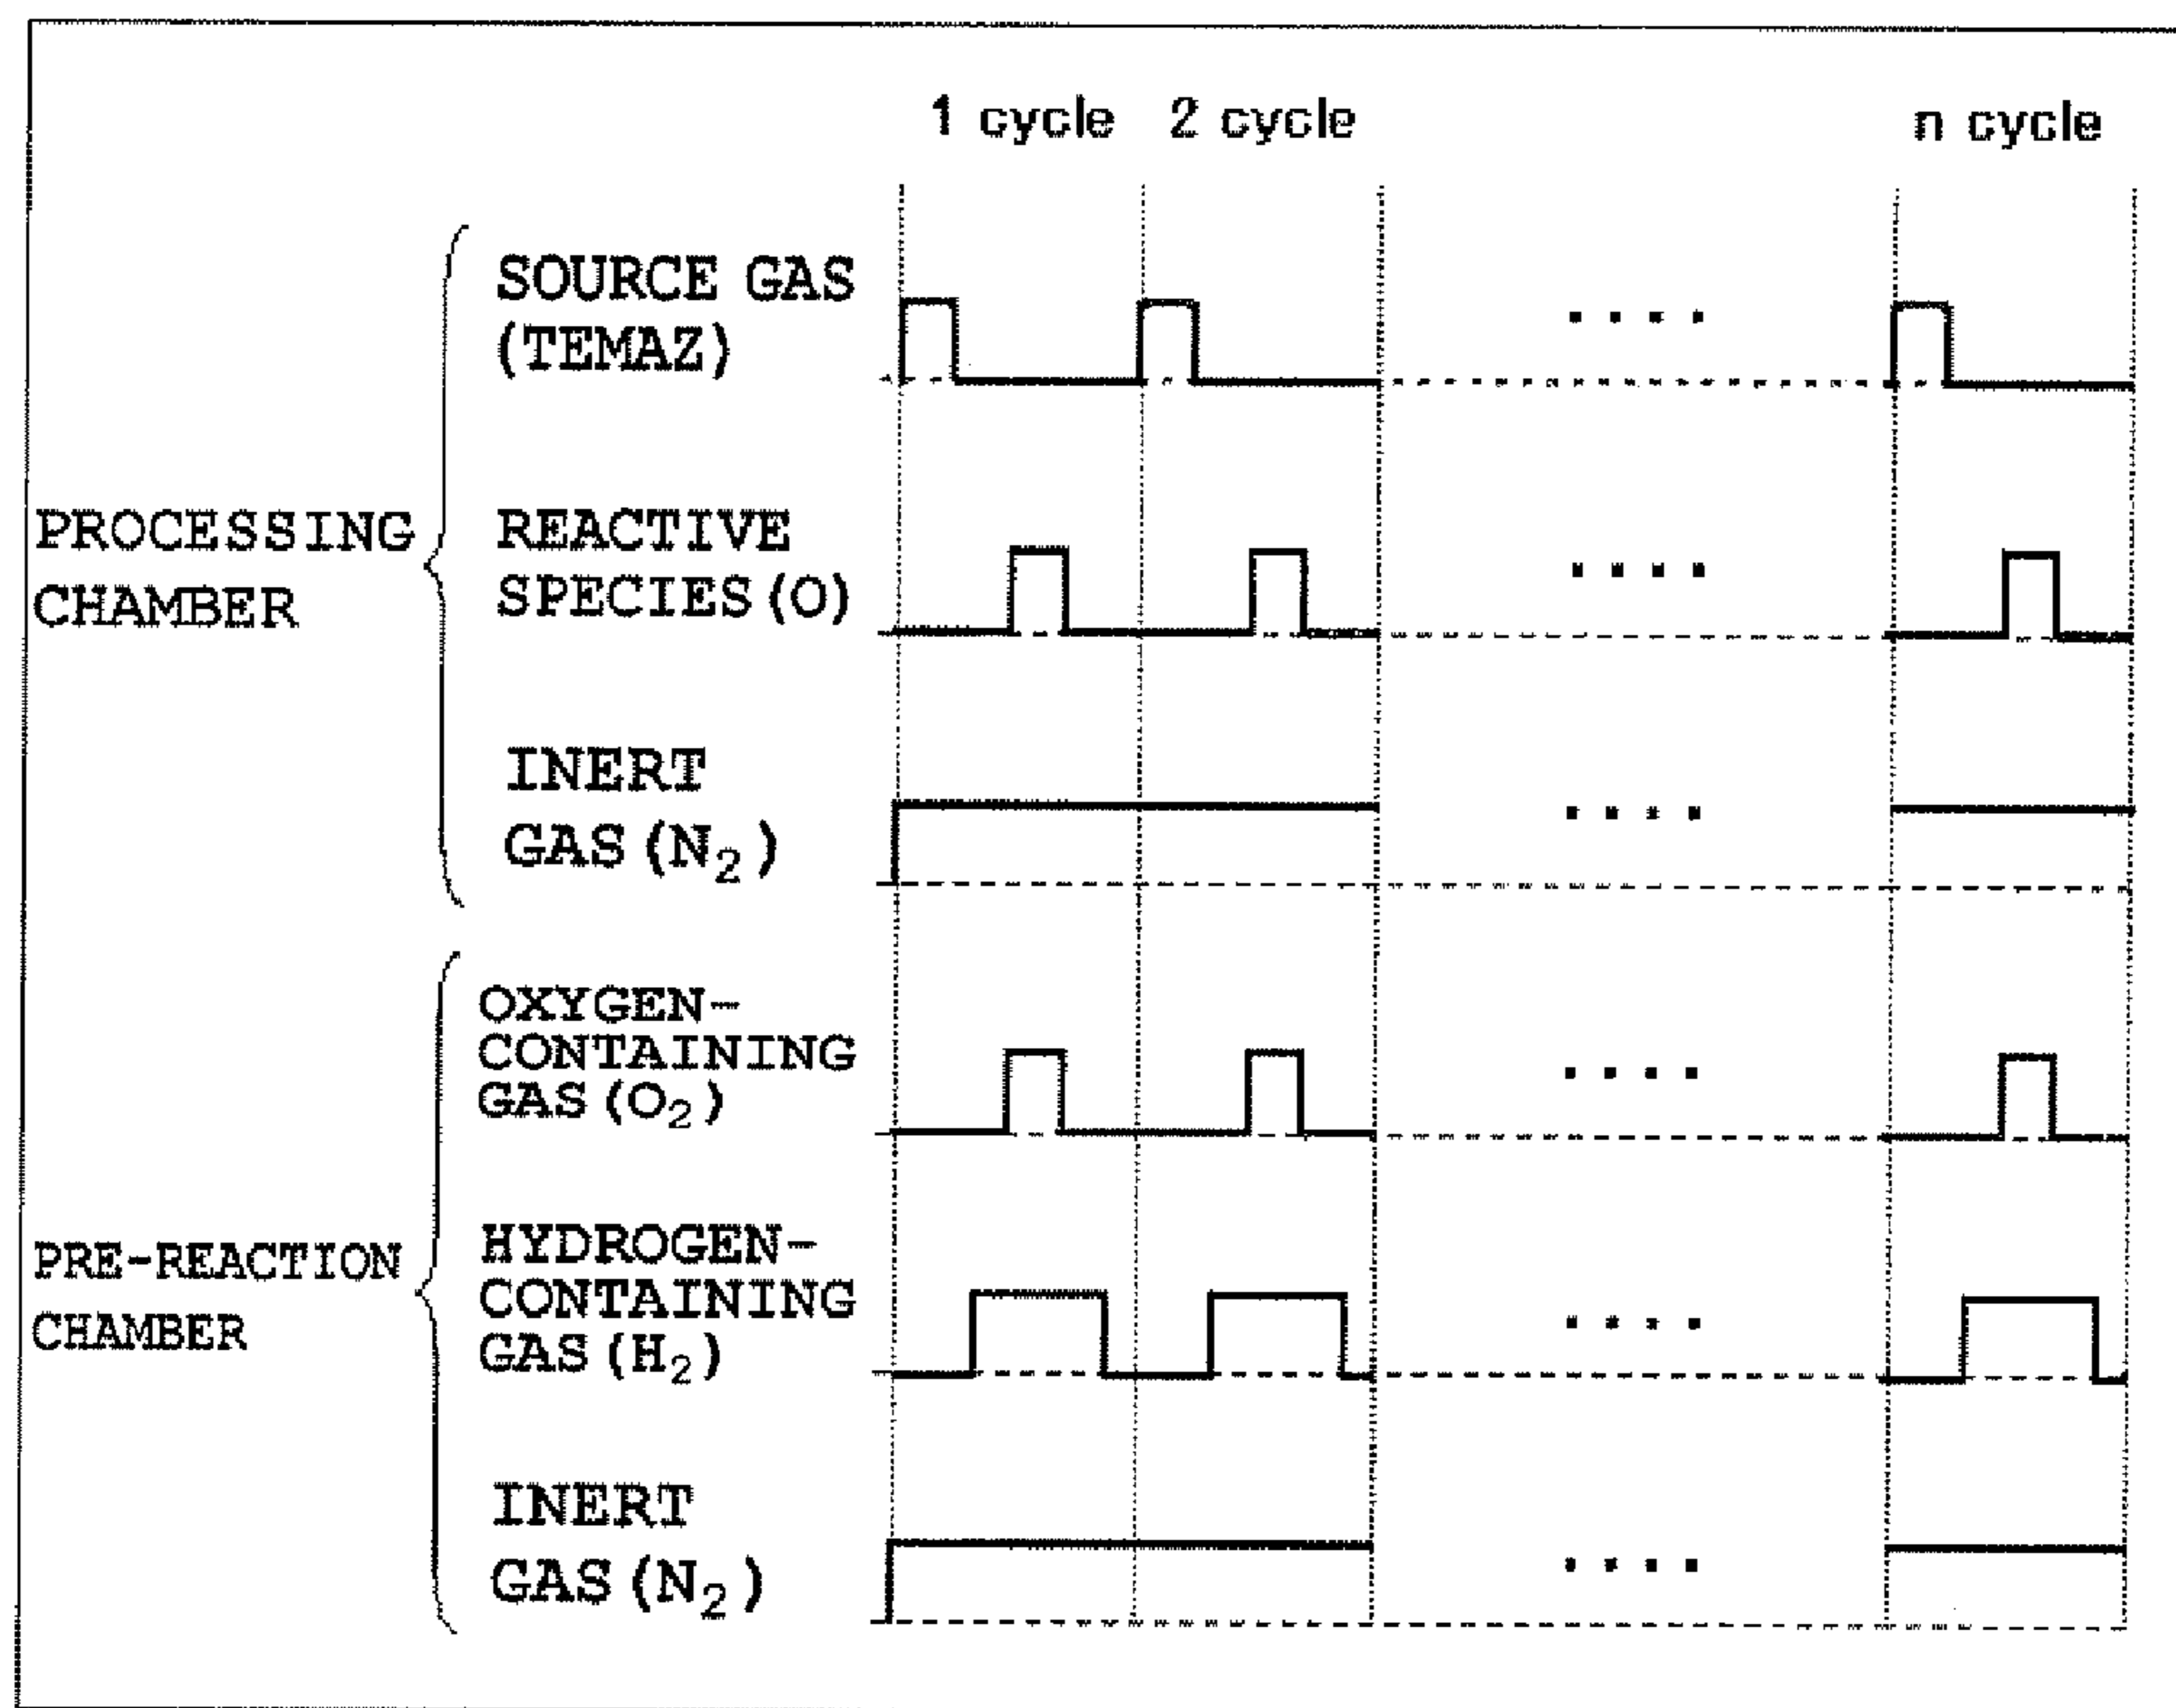 1 cycle 2 cycle n cycle
SOURCE GAS
(TEMAZ)
PROCESSING
CHAMBER
REACTIVE
SPECIES (O)
INERT
GAS (N₂)
OXYGEN-
CONTAINING
GAS (O₂)
PRE-REACTION
CHAMBER
HYDROGEN-
CONTAINING
GAS (H₂)
INERT
GAS (N₂)